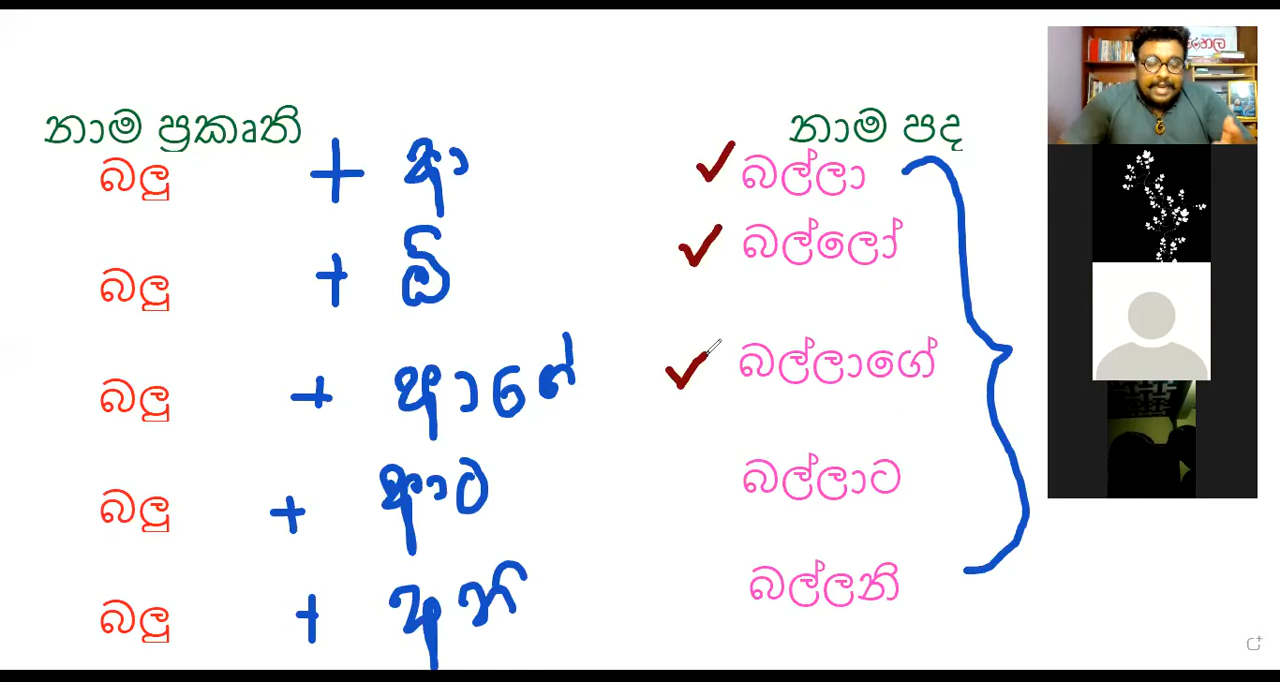 නාම ප්‍රකෘති නාම පද
බලු + ආ බල්ලා
බලු + ඕ බල්ලෝ
බලු + ආගේ බල්ලාගේ
බලු + ආට බල්ලාට
බලු + අනි බල්ලනි